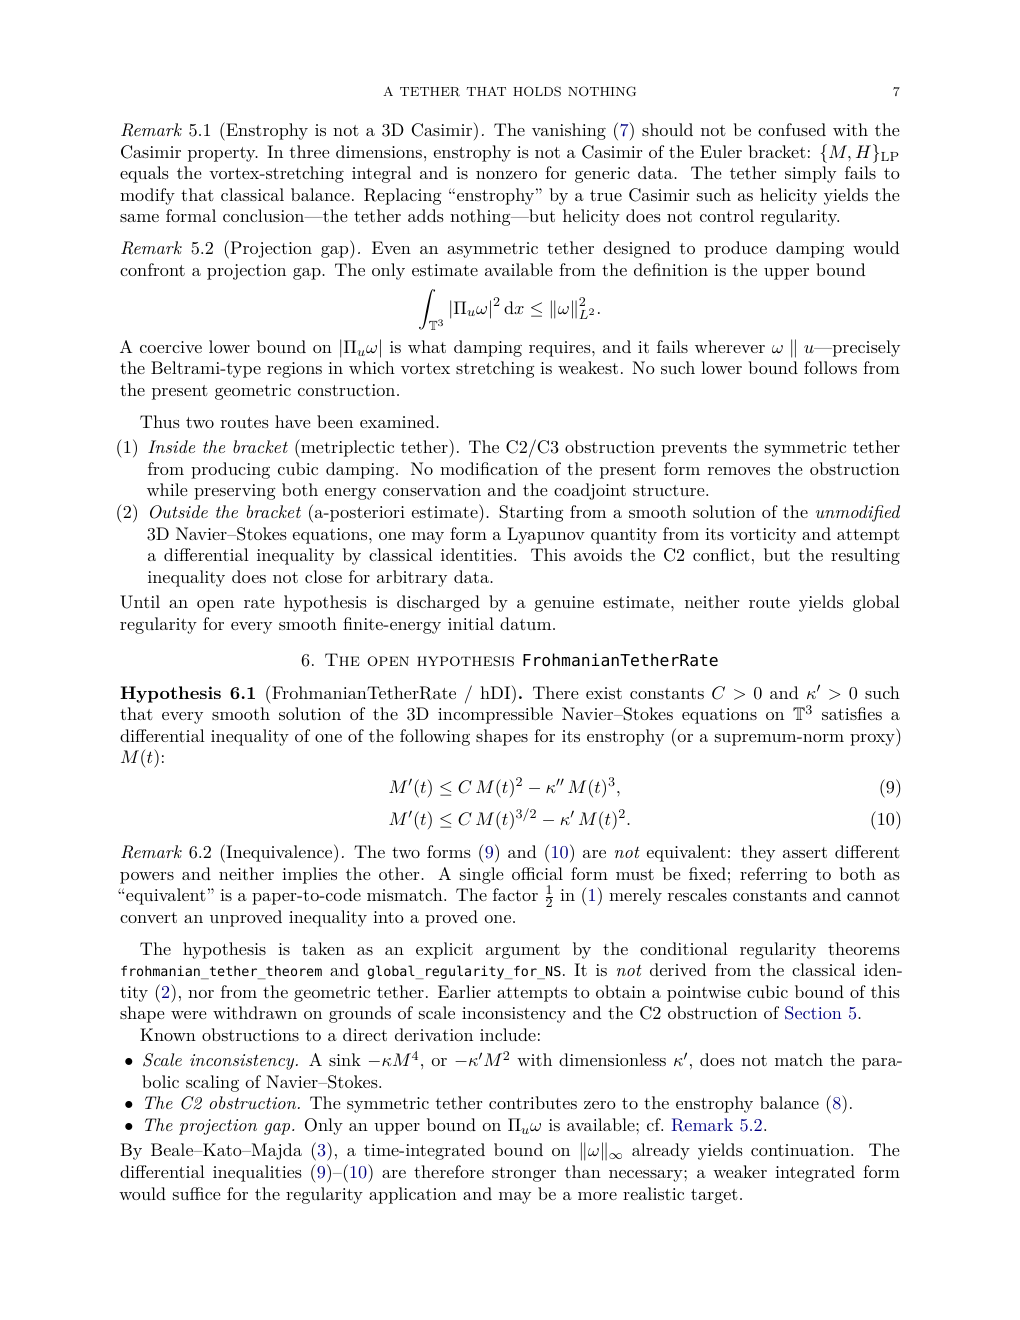 A TETHER THAT HOLDS NOTHING 7
Remark 5.1 (Enstrophy is not a 3D Casimir). The vanishing (7) should not be confused with the
Casimir property. In three dimensions, enstrophy is not a Casimir of the Euler bracket: {M, H}_LP
equals the vortex-stretching integral and is nonzero for generic data. The tether simply fails to
modify that classical balance. Replacing “enstrophy” by a true Casimir such as helicity yields the
same formal conclusion—the tether adds nothing—but helicity does not control regularity.
Remark 5.2 (Projection gap). Even an asymmetric tether designed to produce damping would
confront a projection gap. The only estimate available from the definition is the upper bound
∫_{𝕋³} |Π_u ω|² dx ≤ ‖ω‖²_{L²}.
A coercive lower bound on |Π_u ω| is what damping requires, and it fails wherever ω ∥ u—precisely
the Beltrami-type regions in which vortex stretching is weakest. No such lower bound follows from
the present geometric construction.
Thus two routes have been examined.
(1) Inside the bracket (metriplectic tether). The C2/C3 obstruction prevents the symmetric tether
from producing cubic damping. No modification of the present form removes the obstruction
while preserving both energy conservation and the coadjoint structure.
(2) Outside the bracket (a-posteriori estimate). Starting from a smooth solution of the unmodified
3D Navier–Stokes equations, one may form a Lyapunov quantity from its vorticity and attempt
a differential inequality by classical identities. This avoids the C2 conflict, but the resulting
inequality does not close for arbitrary data.
Until an open rate hypothesis is discharged by a genuine estimate, neither route yields global
regularity for every smooth finite-energy initial datum.
6. THE OPEN HYPOTHESIS FrohmanianTetherRate
Hypothesis 6.1 (FrohmanianTetherRate / hDI). There exist constants C > 0 and κ′ > 0 such
that every smooth solution of the 3D incompressible Navier–Stokes equations on 𝕋³ satisfies a
differential inequality of one of the following shapes for its enstrophy (or a supremum-norm proxy)
M(t):
M′(t) ≤ C M(t)² − κ″ M(t)³, (9)
M′(t) ≤ C M(t)^{3/2} − κ′ M(t)². (10)
Remark 6.2 (Inequivalence). The two forms (9) and (10) are not equivalent: they assert different
powers and neither implies the other. A single official form must be fixed; referring to both as
“equivalent” is a paper-to-code mismatch. The factor ½ in (1) merely rescales constants and cannot
convert an unproved inequality into a proved one.
The hypothesis is taken as an explicit argument by the conditional regularity theorems
frohmanian_tether_theorem and global_regularity_for_NS. It is not derived from the classical iden-
tity (2), nor from the geometric tether. Earlier attempts to obtain a pointwise cubic bound of this
shape were withdrawn on grounds of scale inconsistency and the C2 obstruction of Section 5.
Known obstructions to a direct derivation include:
• Scale inconsistency. A sink −κM⁴, or −κ′M² with dimensionless κ′, does not match the para-
bolic scaling of Navier–Stokes.
• The C2 obstruction. The symmetric tether contributes zero to the enstrophy balance (8).
• The projection gap. Only an upper bound on Π_u ω is available; cf. Remark 5.2.
By Beale–Kato–Majda (3), a time-integrated bound on ‖ω‖_∞ already yields continuation. The
differential inequalities (9)–(10) are therefore stronger than necessary; a weaker integrated form
would suffice for the regularity application and may be a more realistic target.